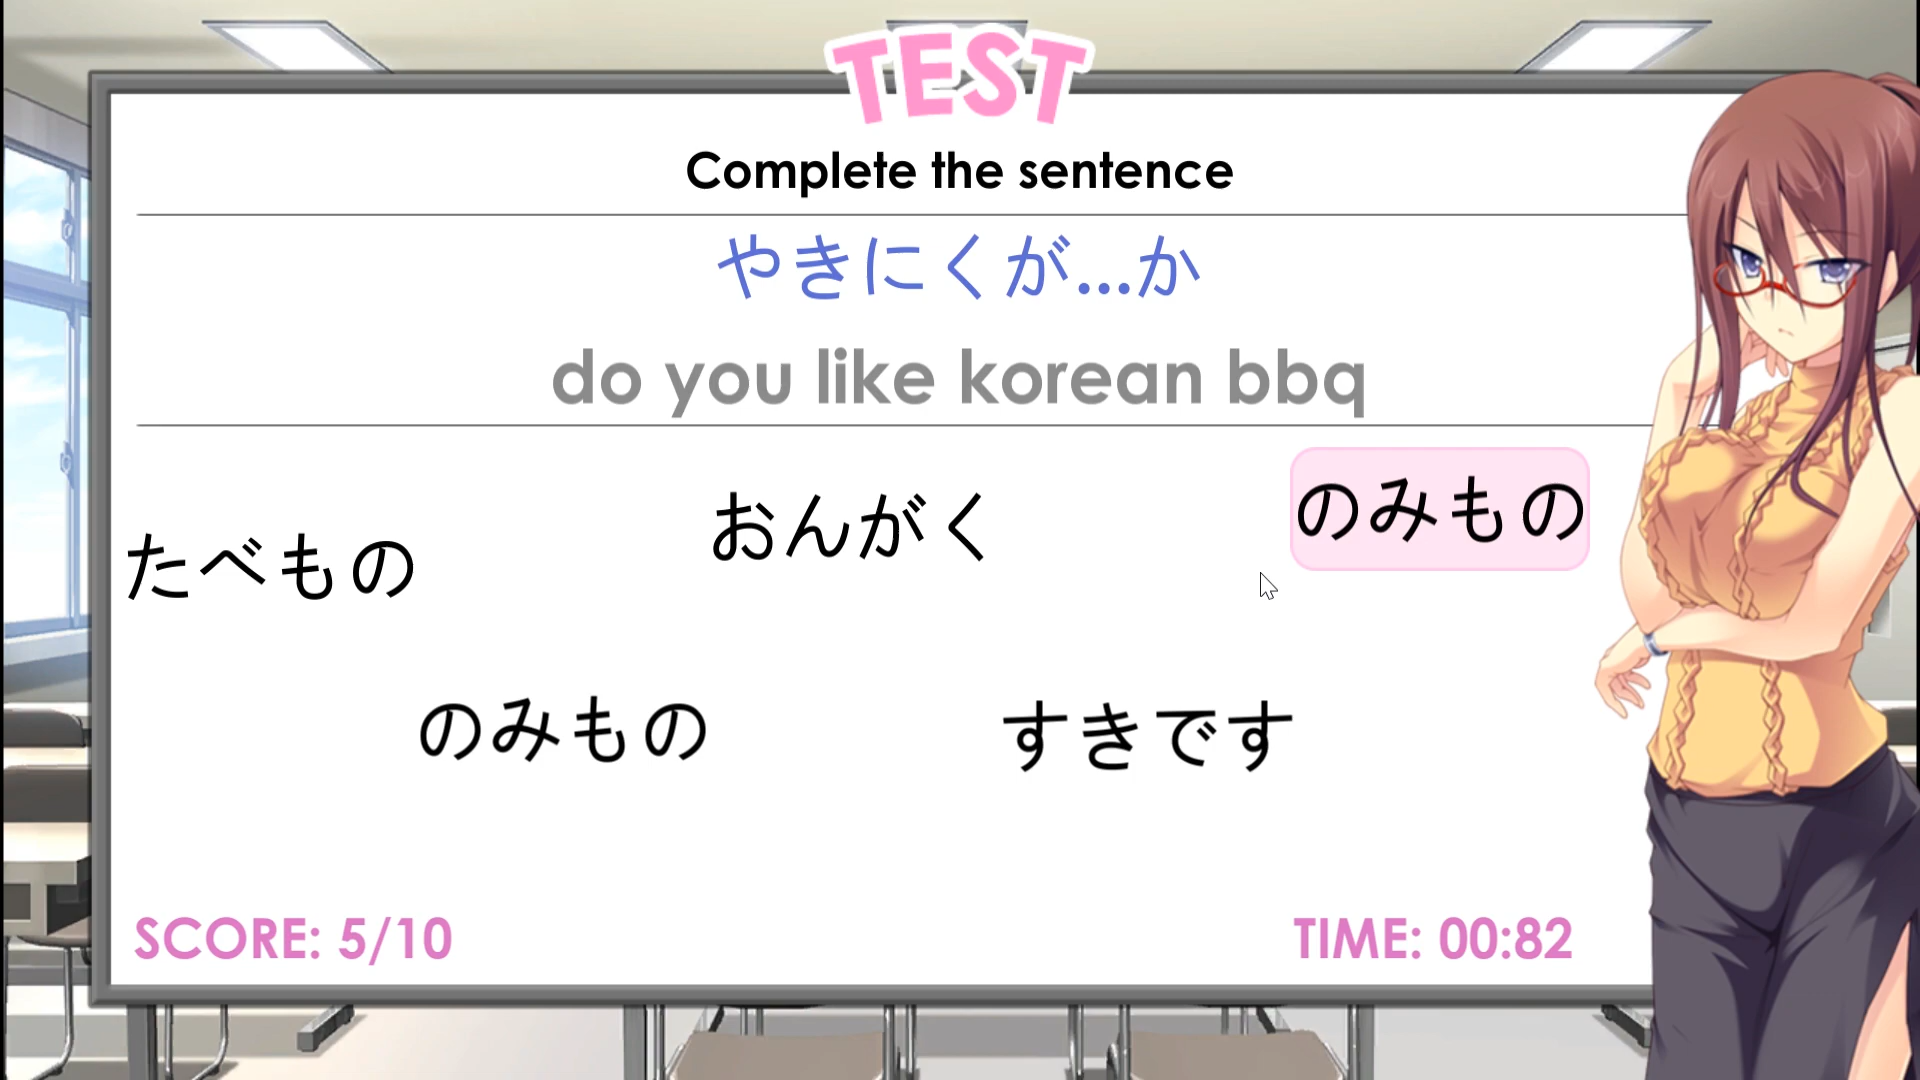 TEST
Complete the sentence
やきにくが...か
do you like korean bbq
たべもの
おんがく
のみもの
のみもの
すきです
SCORE: 5/10
TIME: 00:82